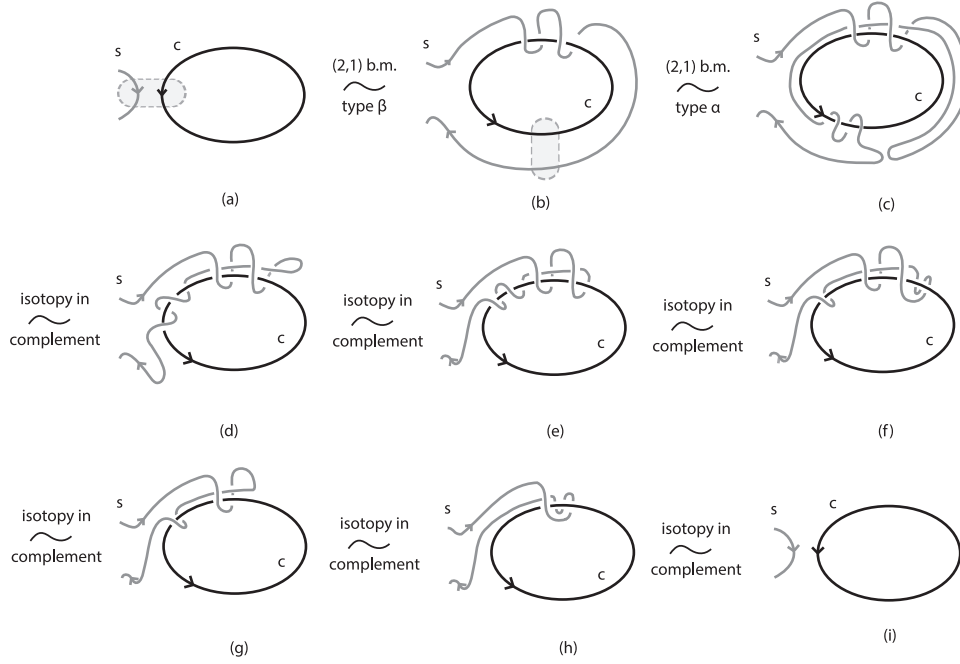 s
c
(a)
(2,1) b.m.
type β
s
c
(b)
(2,1) b.m.
type α
s
c
(c)
isotopy in
complement
s
c
(d)
isotopy in
complement
s
c
(e)
isotopy in
complement
s
c
(f)
isotopy in
complement
s
c
(g)
isotopy in
complement
s
c
(h)
isotopy in
complement
s
c
(i)